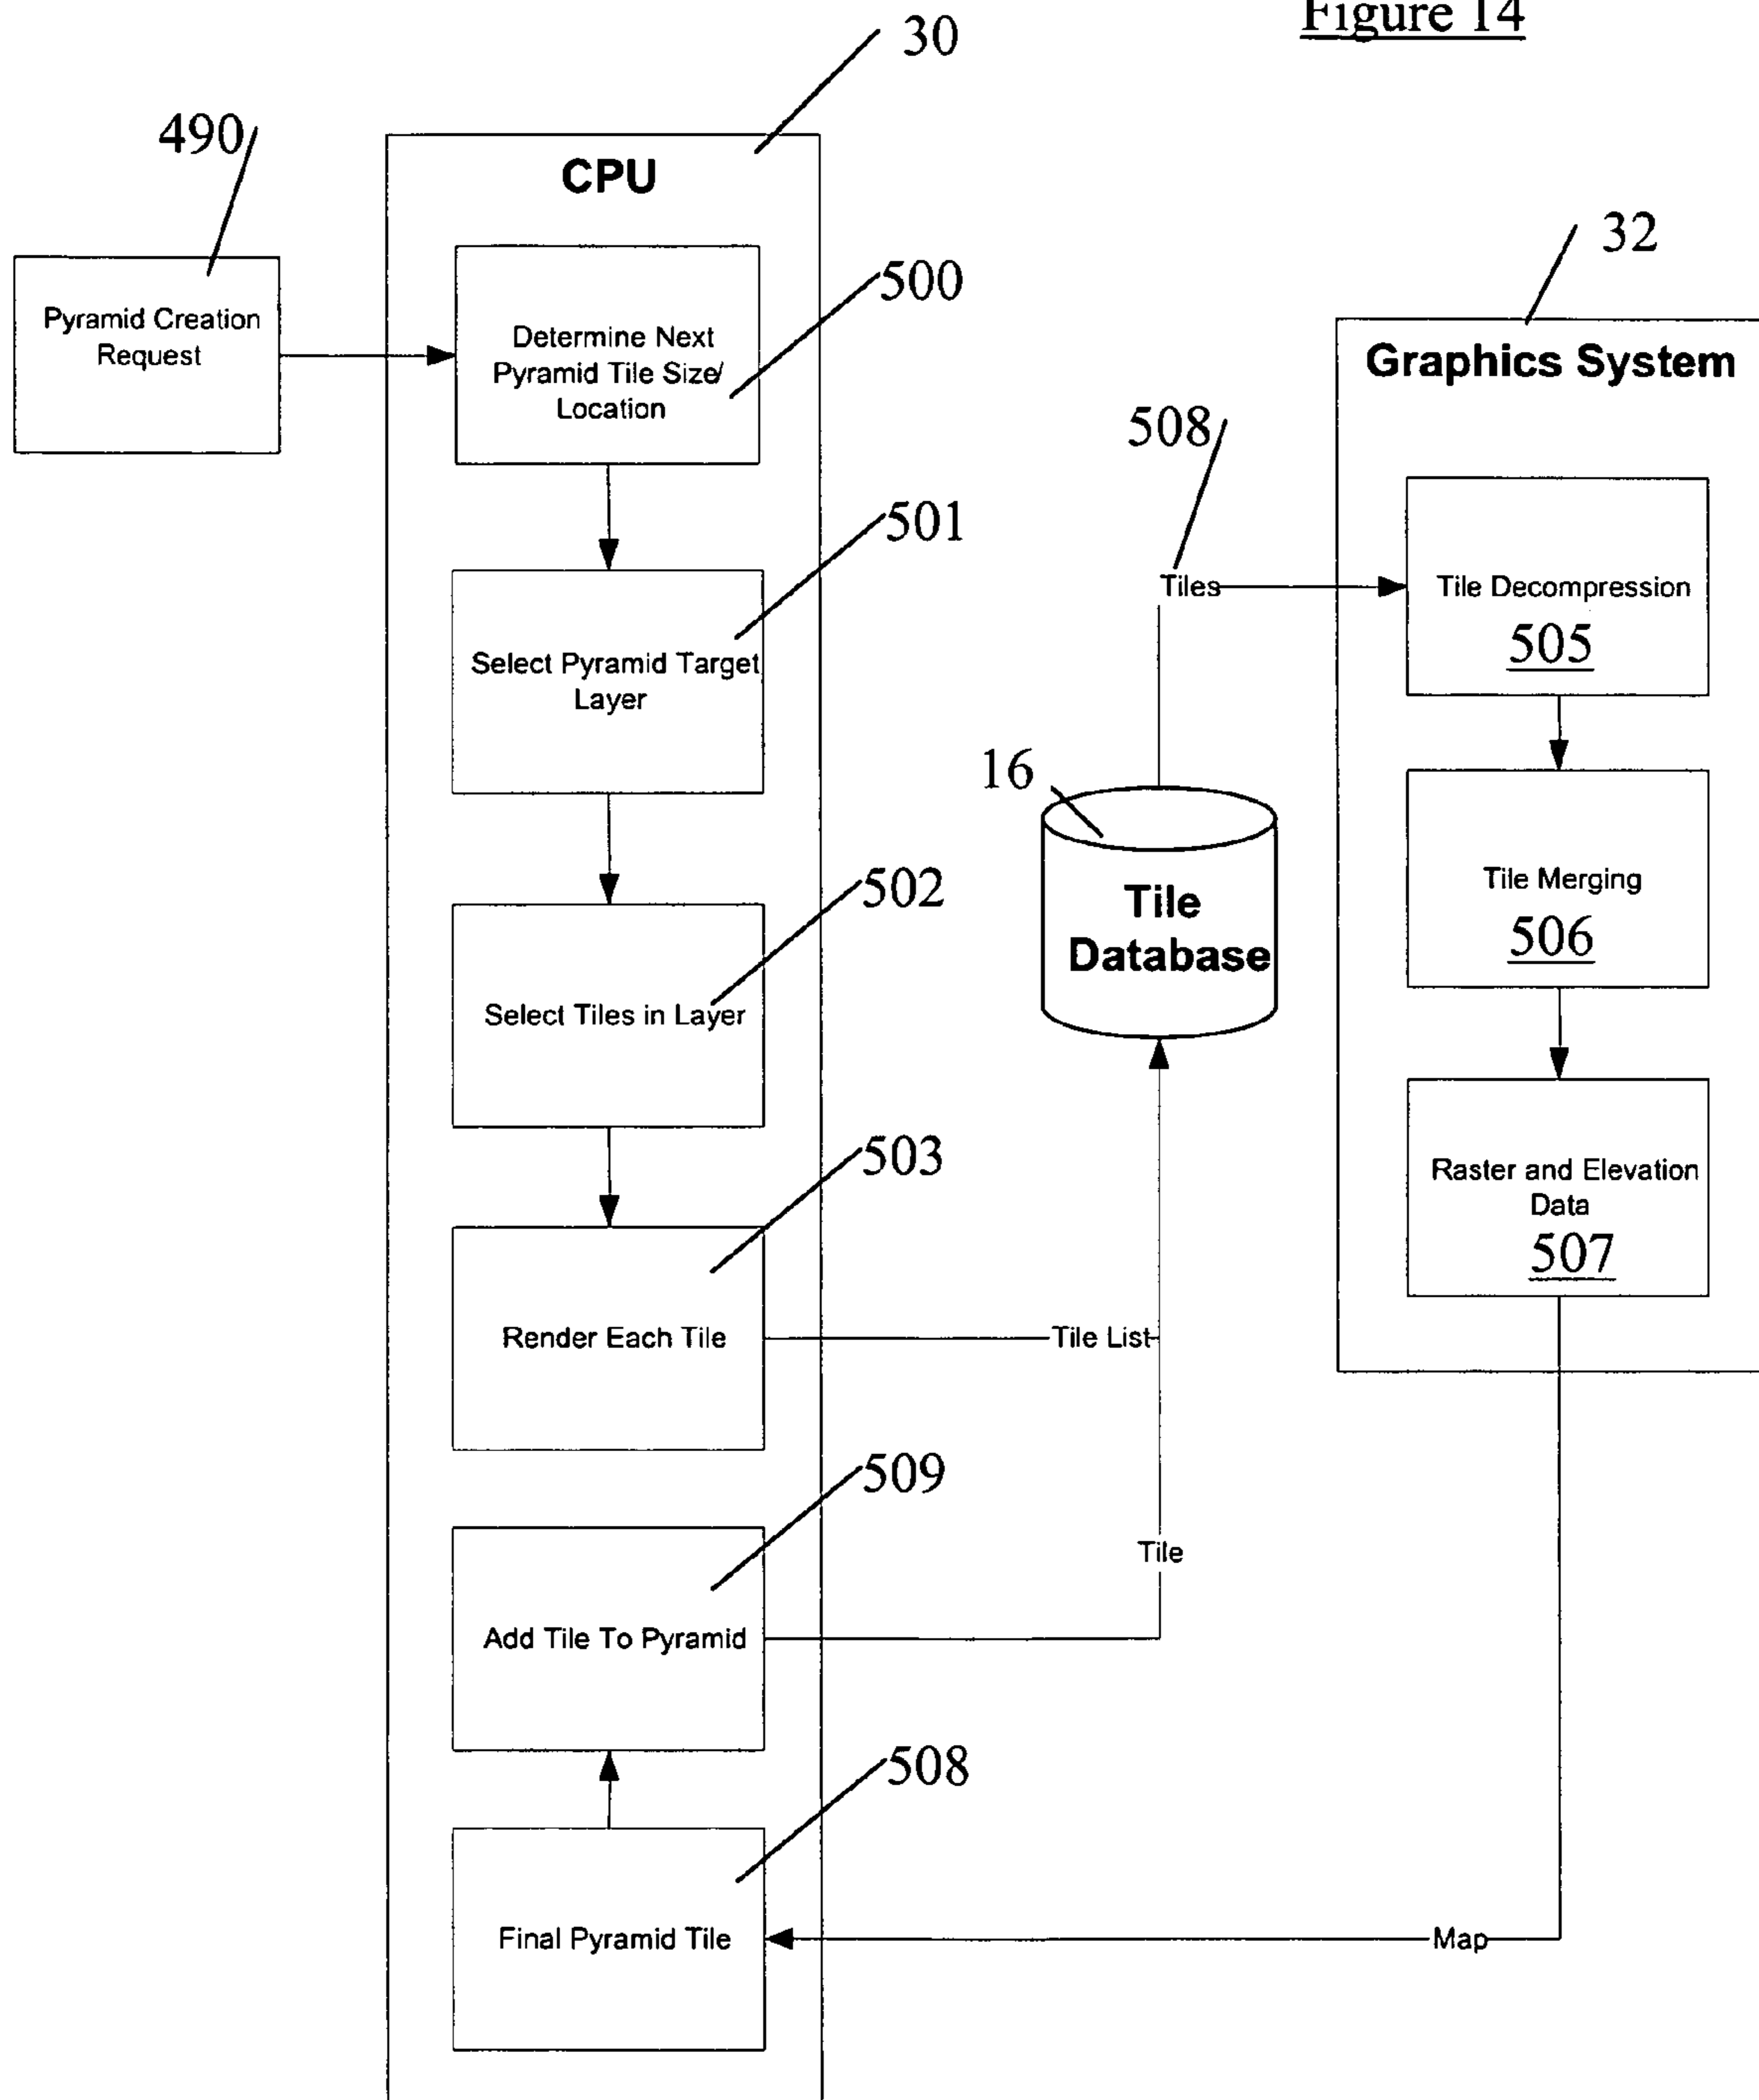 Figure 14
30
490
CPU
32
Pyramid Creation
Request
500
Determine Next
Pyramid Tile Size/
Location
Graphics System
508
Tiles
Tile Decompression
505
501
Select Pyramid Target
Layer
16
Tile
Database
Tile Merging
506
502
Select Tiles in Layer
Raster and Elevation
Data
507
503
Render Each Tile
Tile List
509
Tile
Add Tile To Pyramid
508
Final Pyramid Tile
Map